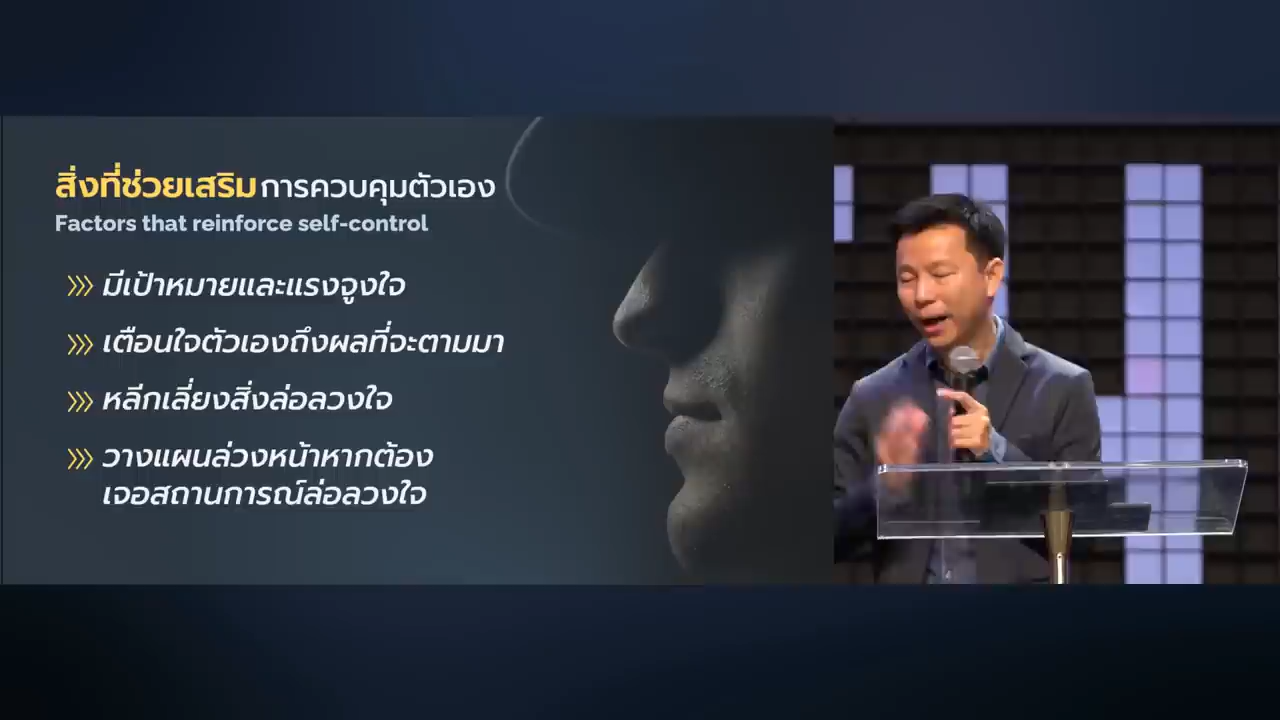 สิ่งที่ช่วยเสริมการควบคุมตัวเอง
Factors that reinforce self-control
มีเป้าหมายและแรงจูงใจ
เตือนใจตัวเองถึงผลที่จะตามมา
หลีกเลี่ยงสิ่งล่อลวงใจ
วางแผนล่วงหน้าหากต้อง
เจอสถานการณ์ล่อลวงใจ